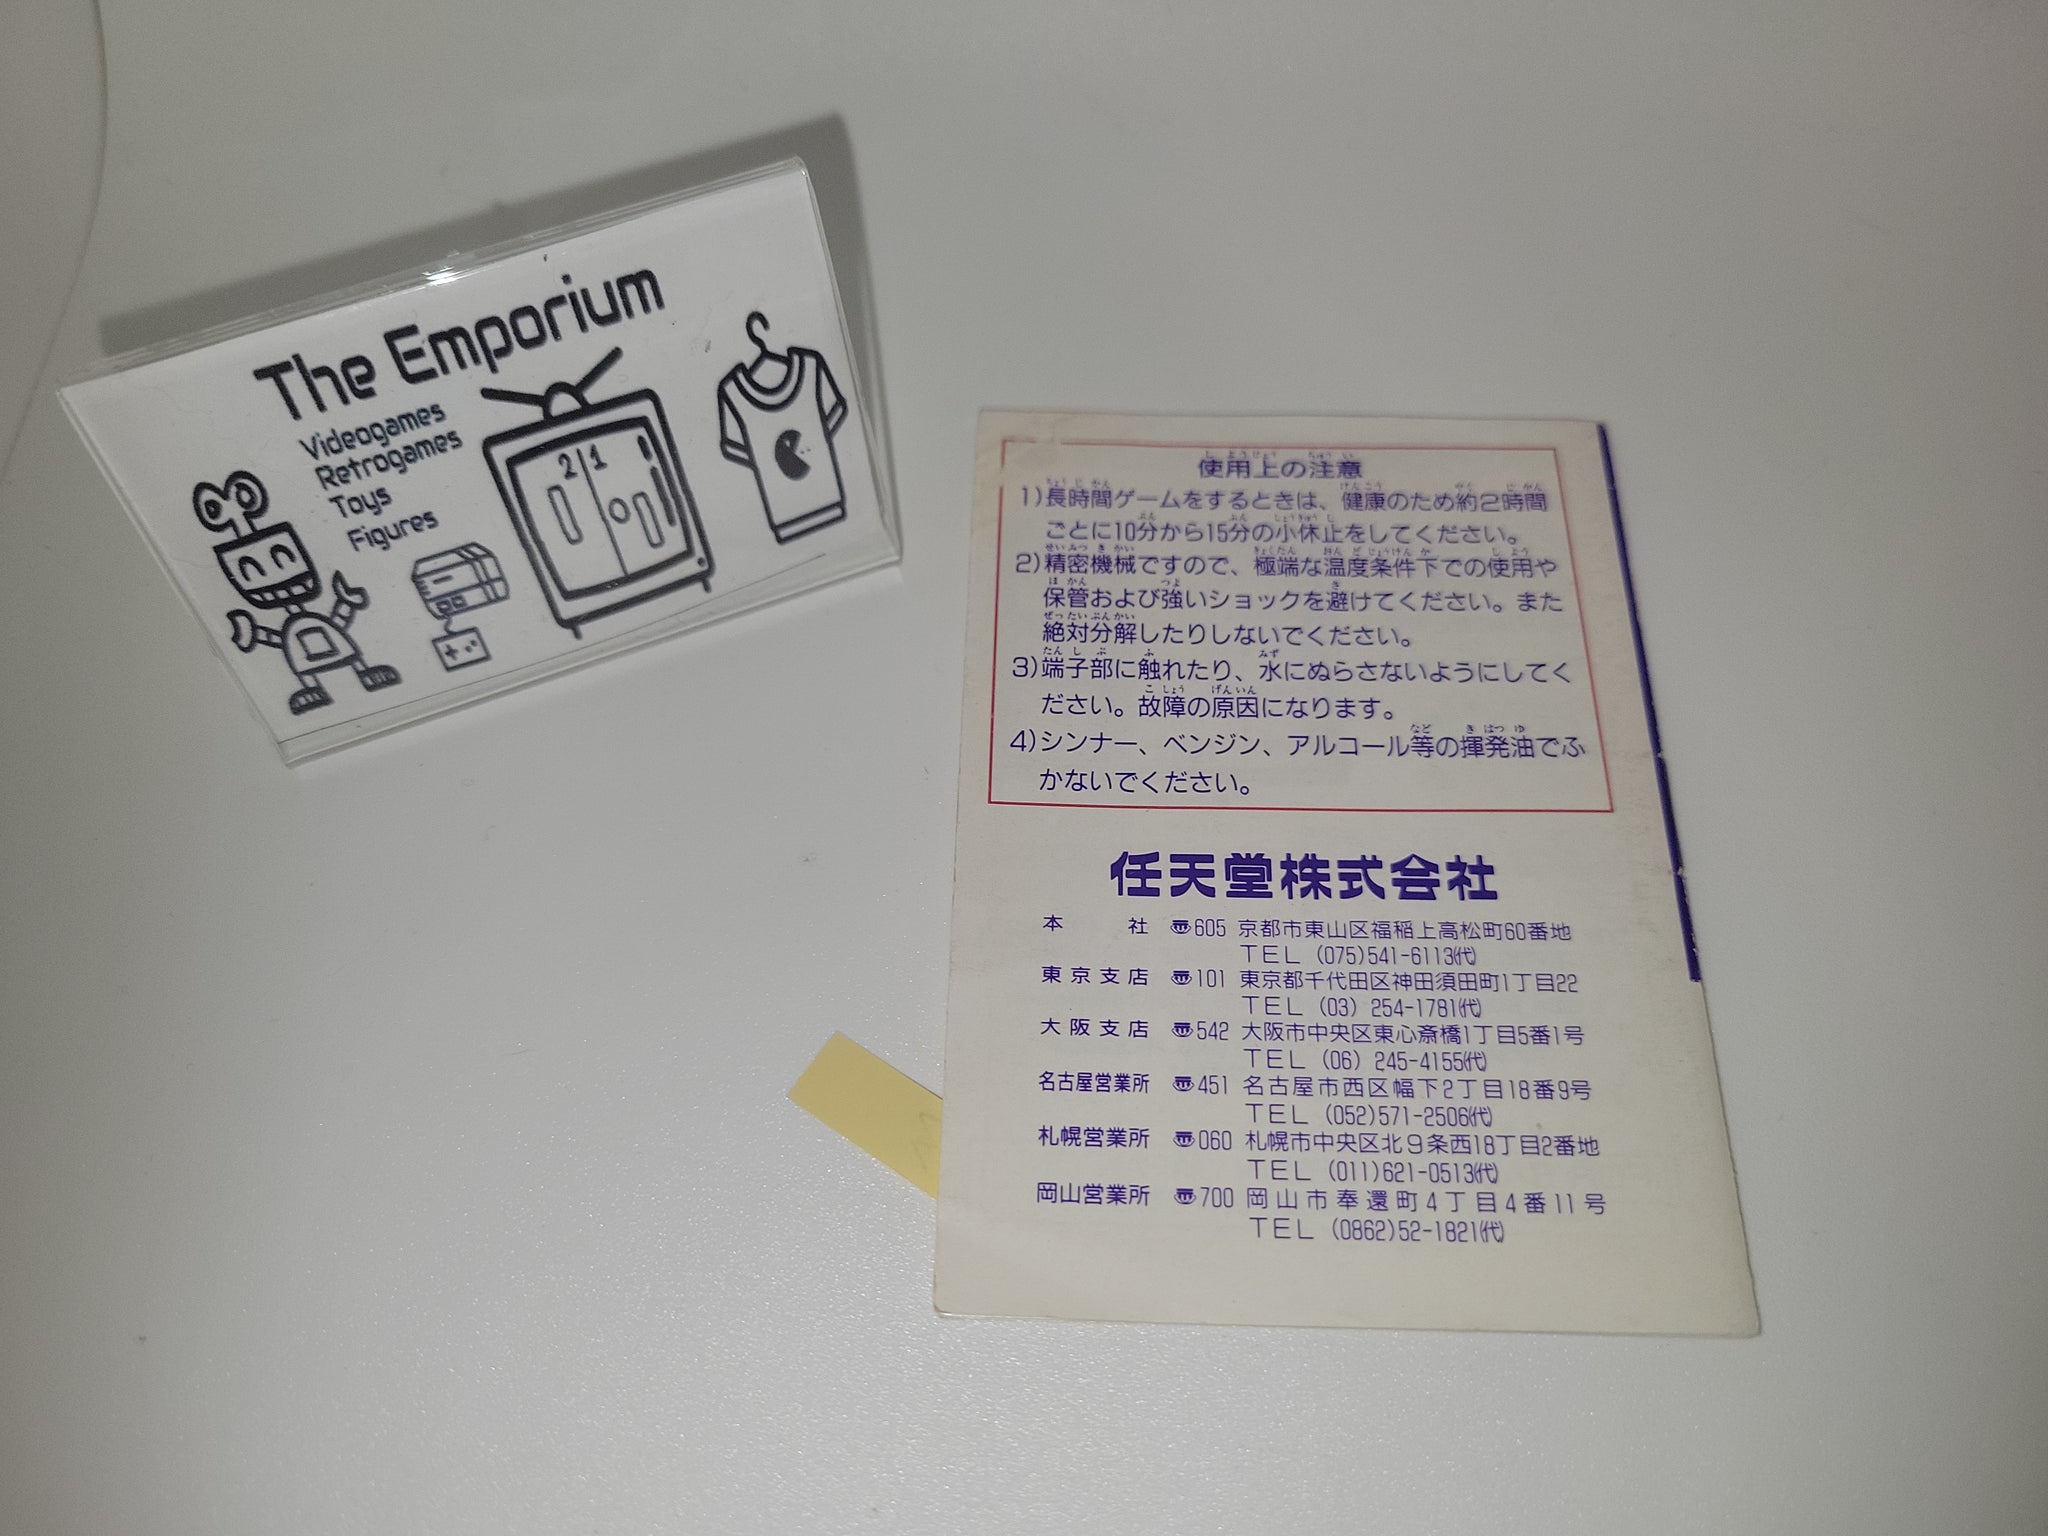 The Emporium
Videogames
Retrogames
Toys
Figures
2 1
使用上の注意
1)長時間ゲームをするときは、健康のため約2時間
ごとに10分から15分の小休止をしてください。
2)精密機械ですので、極端な温度条件下での使用や
保管および強いショックを避けてください。また
絶対分解したりしないでください。
3)端子部に触れたり、水にぬらさないようにしてく
ださい。故障の原因になります。
4)シンナー、ベンジン、アルコール等の揮発油でふ
かないでください。
任天堂株式会社
本社 〠605 京都市東山区福稲上高松町60番地
TEL (075)541-6113(代)
東京支店 〠101 東京都千代田区神田須田町1丁目22
TEL (03) 254-1781(代)
大阪支店 〠542 大阪市中央区東心斎橋1丁目5番1号
TEL (06) 245-4155(代)
名古屋営業所 〠451 名古屋市西区幅下2丁目18番9号
TEL (052)571-2506(代)
札幌営業所 〠060 札幌市中央区北9条西18丁目2番地
TEL (011)621-0513(代)
岡山営業所 〠700 岡山市奉還町4丁目4番11号
TEL (0862)52-1821(代)